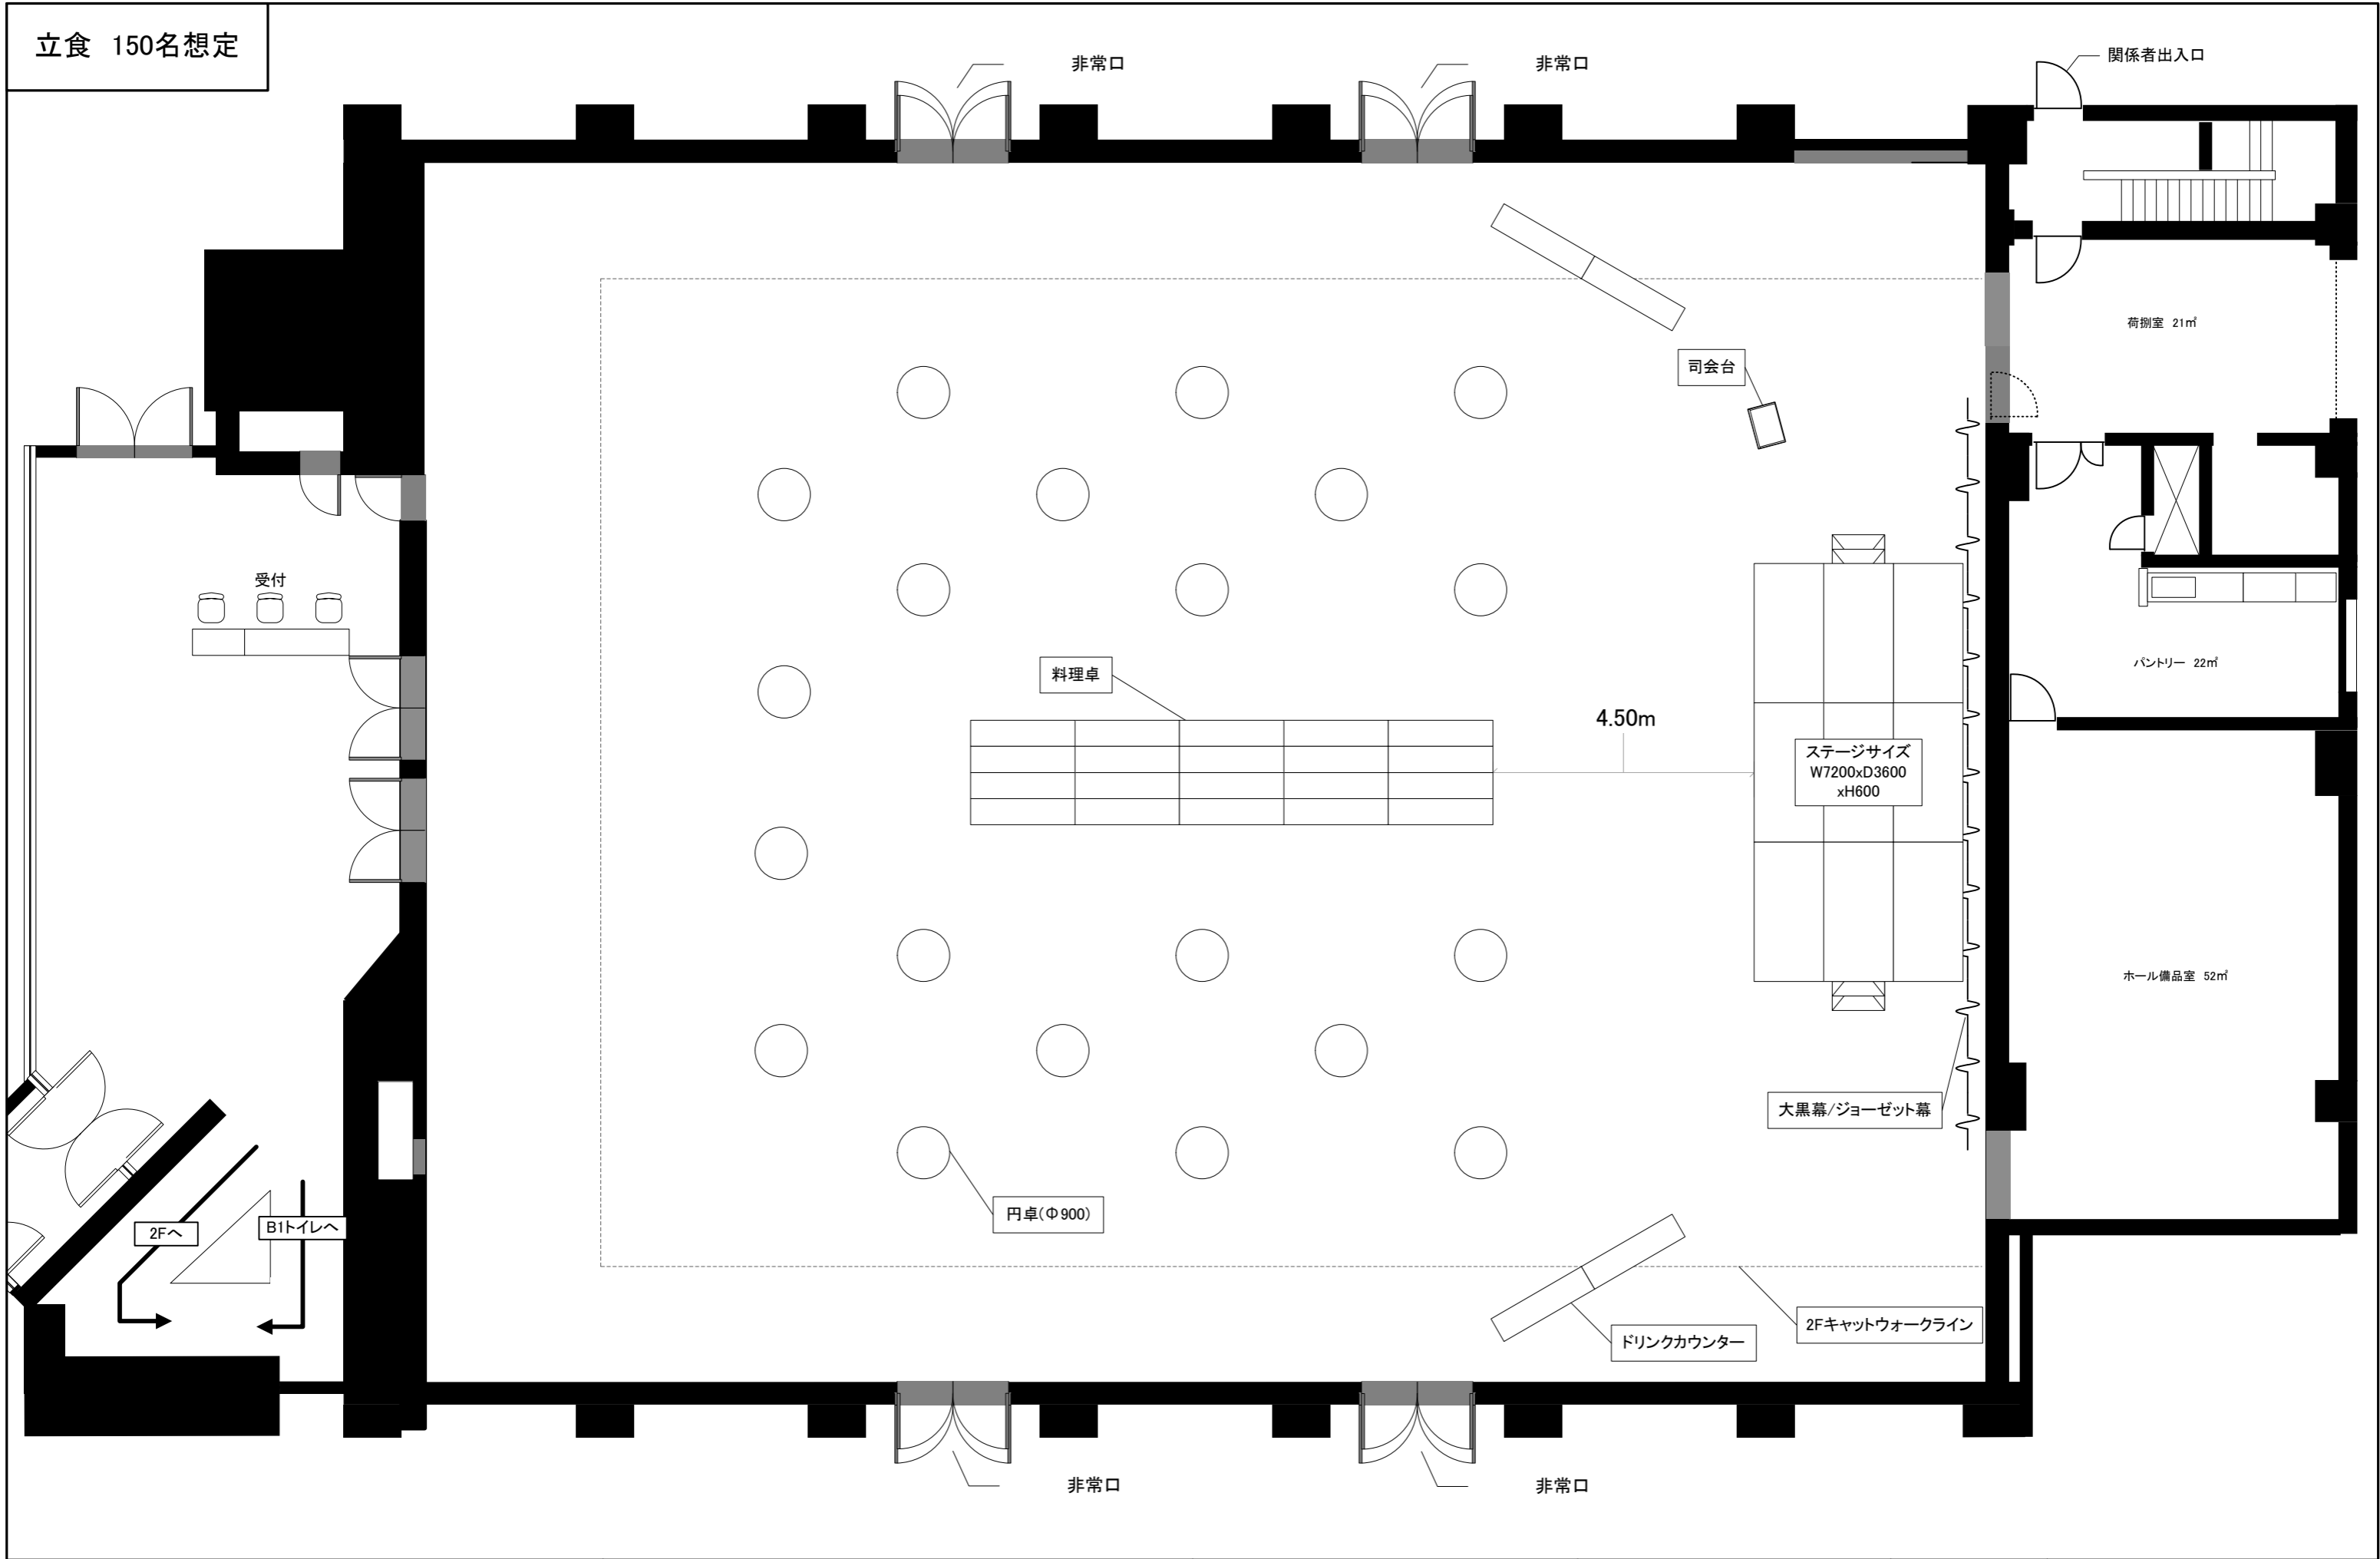 立食 150名想定
非常口
非常口
関係者出入口
荷捌室 21㎡
司会台
受付
料理卓
4.50m
パントリー 22㎡
ステージサイズ
W7200xD3600
xH600
ホール備品室 52㎡
大黒幕/ジョーゼット幕
円卓(Φ900)
2Fへ
B1トイレへ
2Fキャットウォークライン
ドリンクカウンター
非常口
非常口